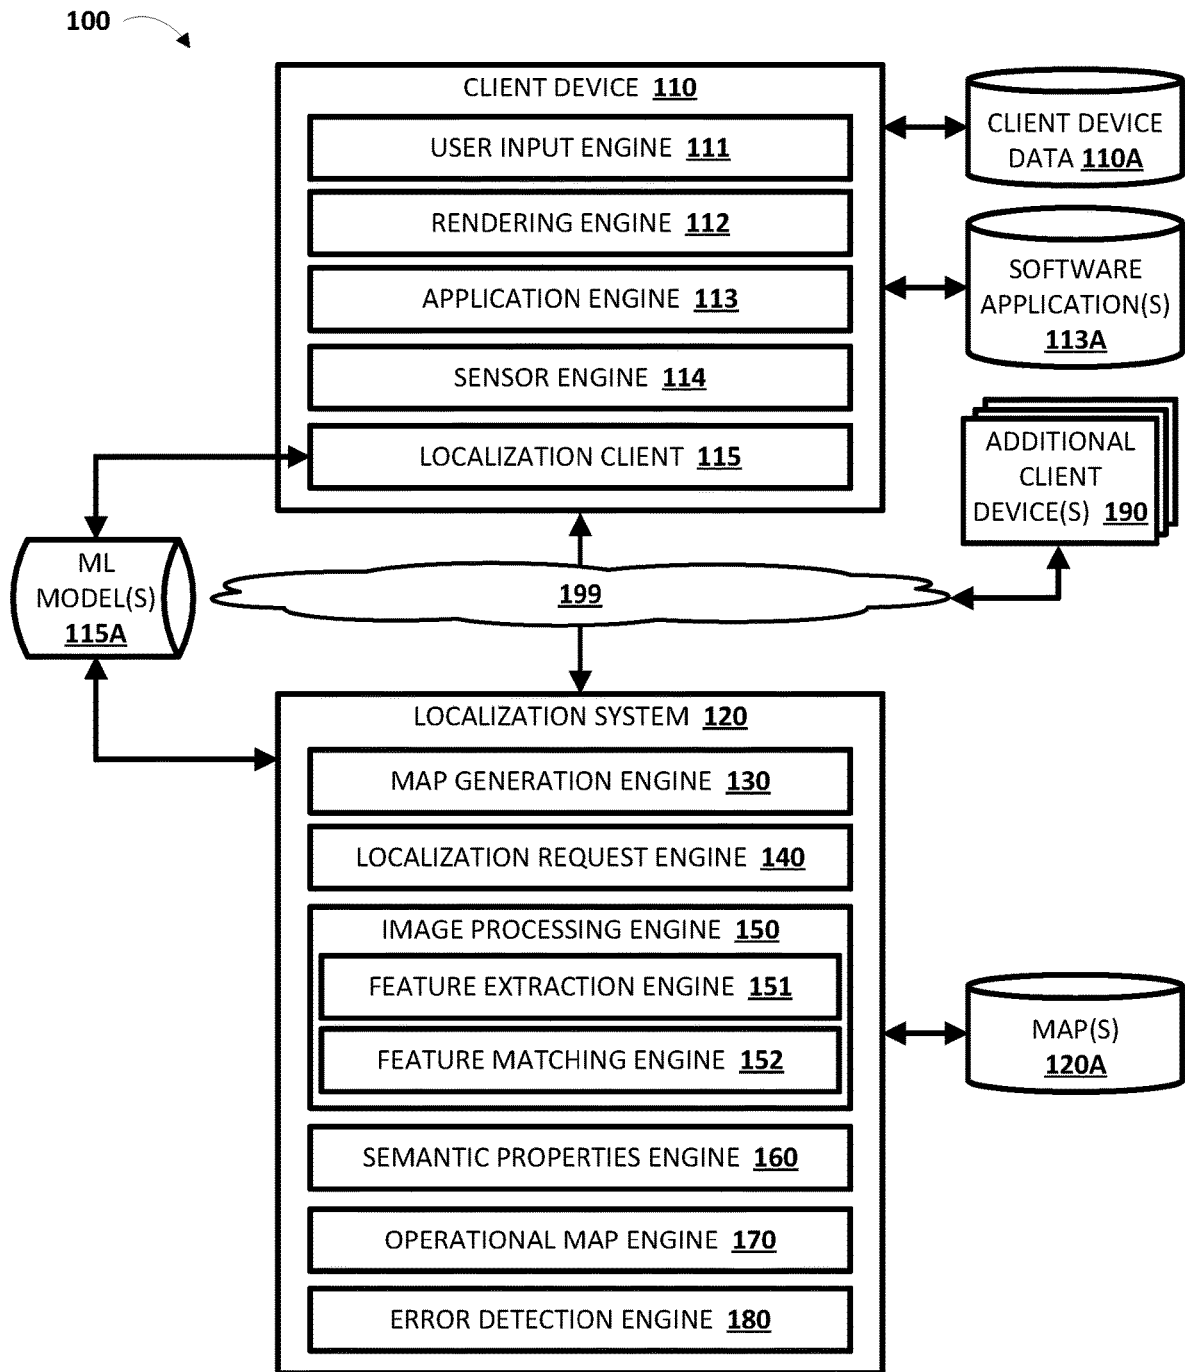 100
CLIENT DEVICE 110
USER INPUT ENGINE 111
RENDERING ENGINE 112
APPLICATION ENGINE 113
SENSOR ENGINE 114
LOCALIZATION CLIENT 115
CLIENT DEVICE
DATA 110A
SOFTWARE
APPLICATION(S)
113A
ADDITIONAL
CLIENT
DEVICE(S) 190
ML
MODEL(S)
115A
199
LOCALIZATION SYSTEM 120
MAP GENERATION ENGINE 130
LOCALIZATION REQUEST ENGINE 140
IMAGE PROCESSING ENGINE 150
FEATURE EXTRACTION ENGINE 151
FEATURE MATCHING ENGINE 152
SEMANTIC PROPERTIES ENGINE 160
OPERATIONAL MAP ENGINE 170
ERROR DETECTION ENGINE 180
MAP(S)
120A